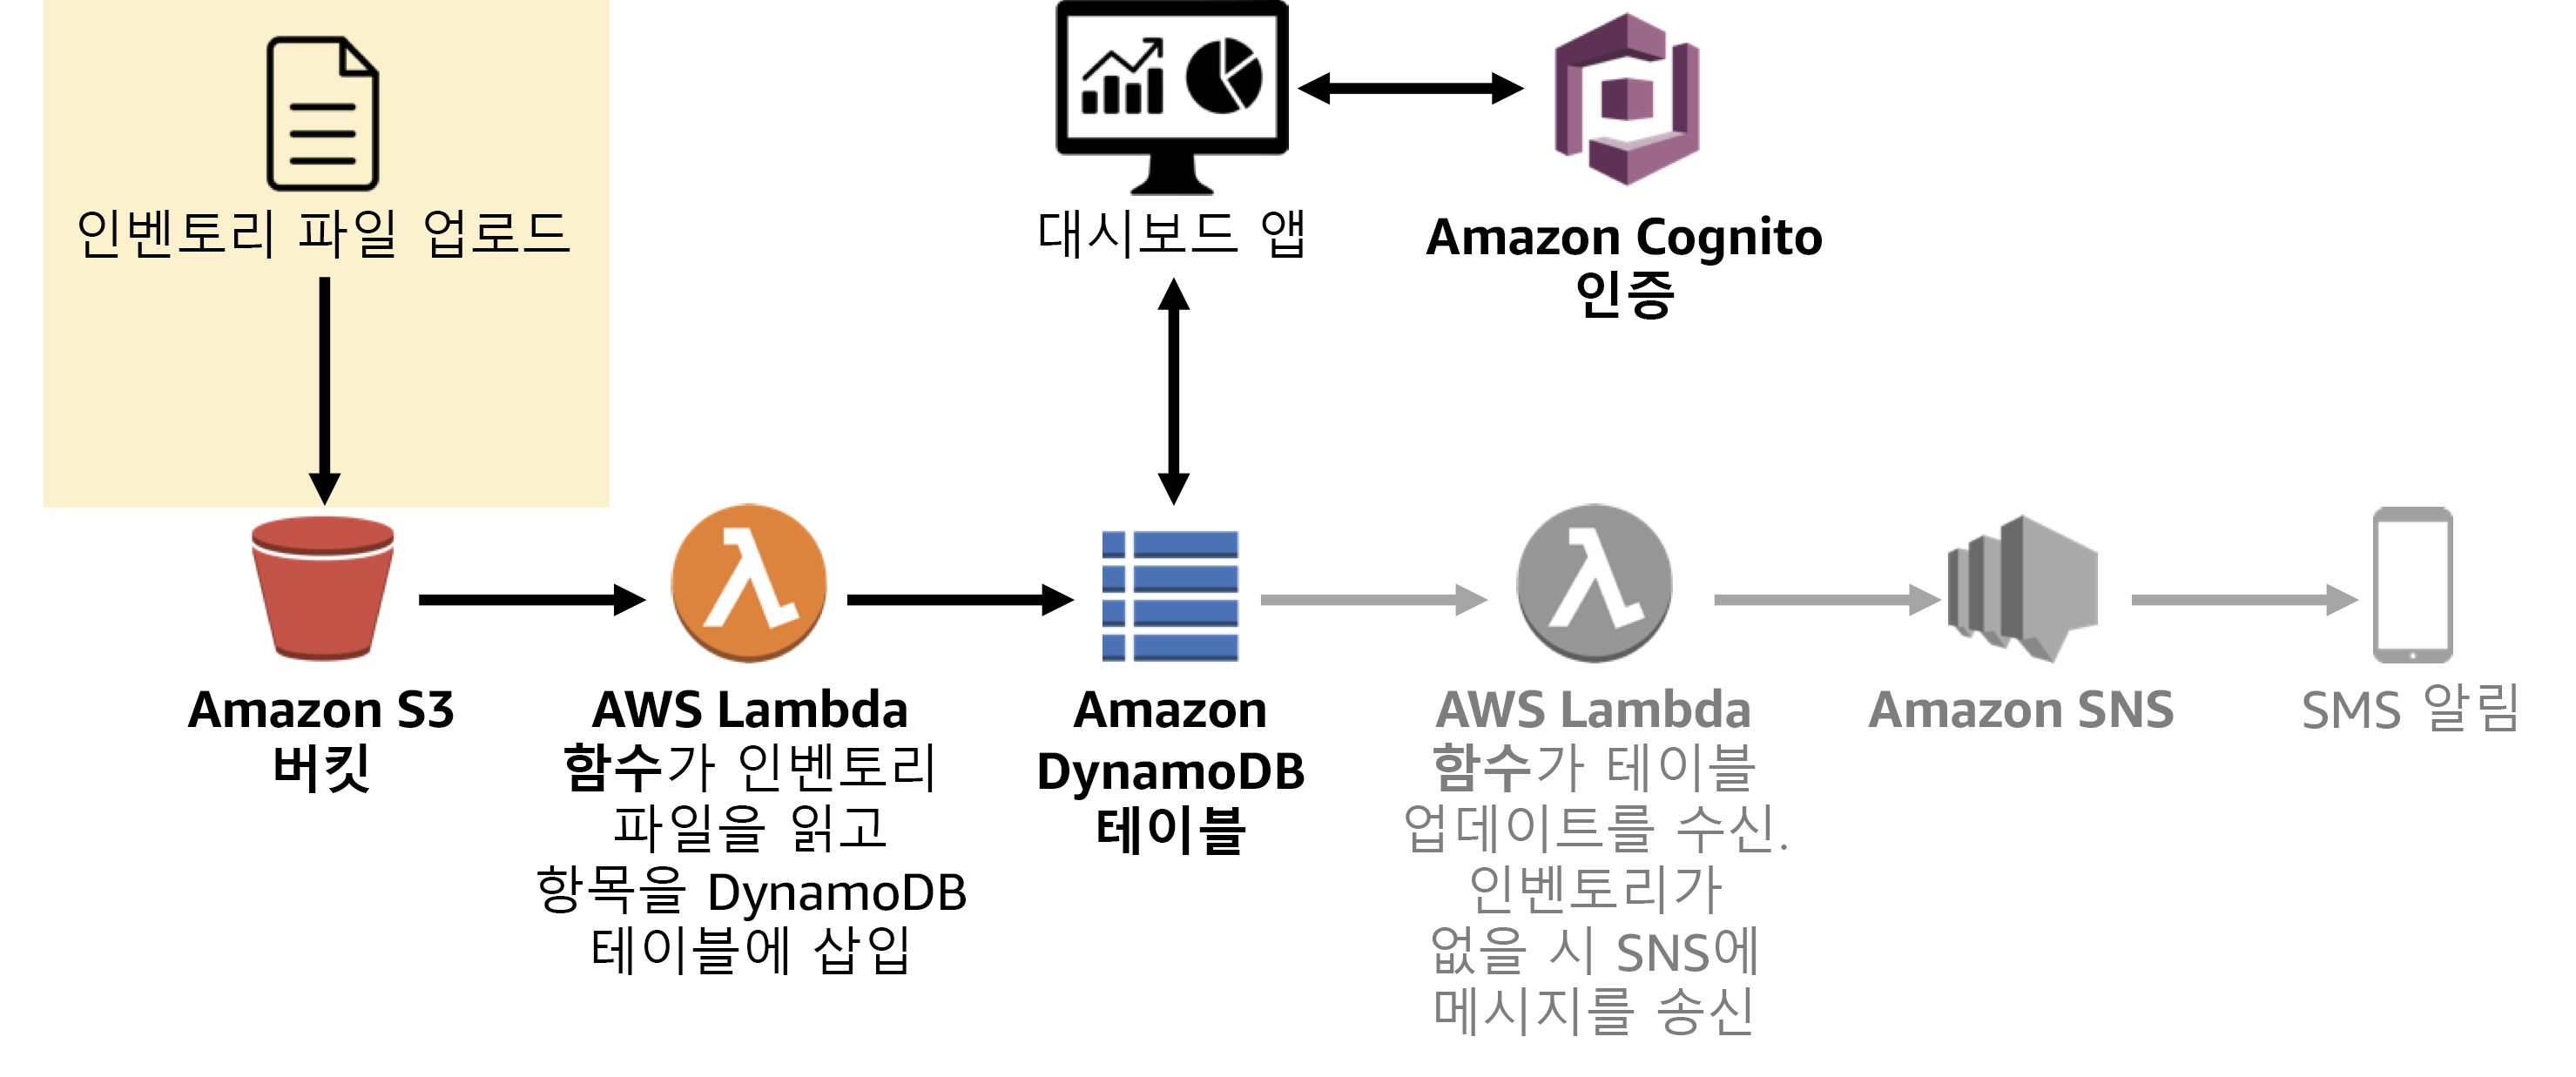 인벤토리 파일 업로드
대시보드 앱
Amazon Cognito
인증
Amazon S3
버킷
AWS Lambda
함수가 인벤토리
파일을 읽고
항목을 DynamoDB
테이블에 삽입
Amazon
DynamoDB
테이블
AWS Lambda
함수가 테이블
업데이트를 수신.
인벤토리가
없을 시 SNS에
메시지를 송신
Amazon SNS
SMS 알림